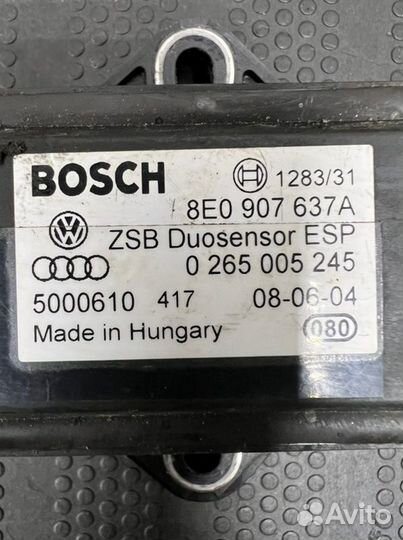 BOSCH 1283/31
8E0 907 637A
ZSB Duosensor ESP
0 265 005 245
5000610 417 08-06-04
Made in Hungary 080
Avito